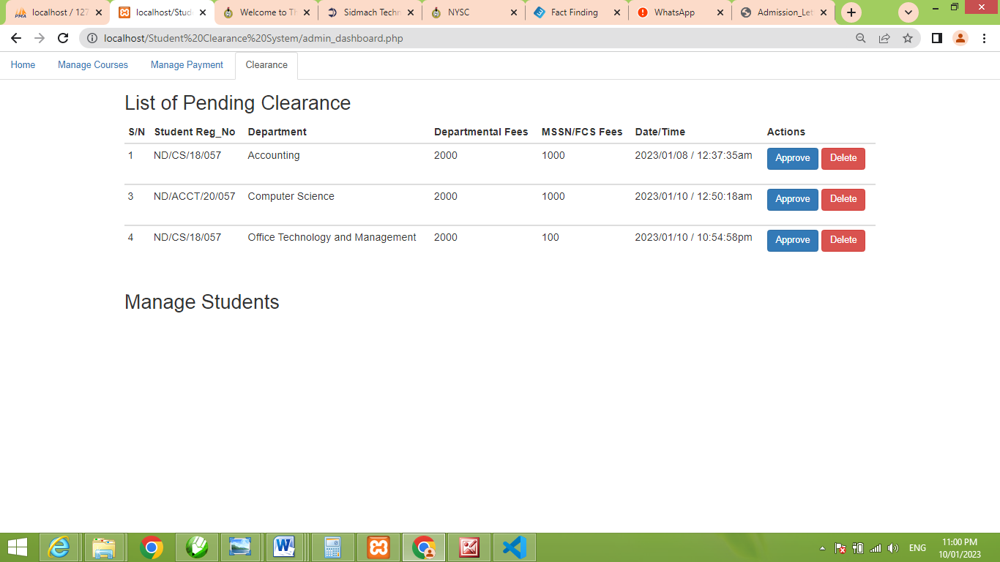 localhost / 127 localhost/Stude Welcome to Th Sidmach Techn NYSC Fact Finding WhatsApp Admission_Let
localhost/Student%20Clearance%20System/admin_dashboard.php
Home Manage Courses Manage Payment Clearance
List of Pending Clearance
S/N Student Reg_No Department Departmental Fees MSSN/FCS Fees Date/Time Actions
1 ND/CS/18/057 Accounting 2000 1000 2023/01/08 / 12:37:35am Approve Delete
3 ND/ACCT/20/057 Computer Science 2000 1000 2023/01/10 / 12:50:18am Approve Delete
4 ND/CS/18/057 Office Technology and Management 2000 100 2023/01/10 / 10:54:58pm Approve Delete
Manage Students
ENG 11:00 PM
10/01/2023